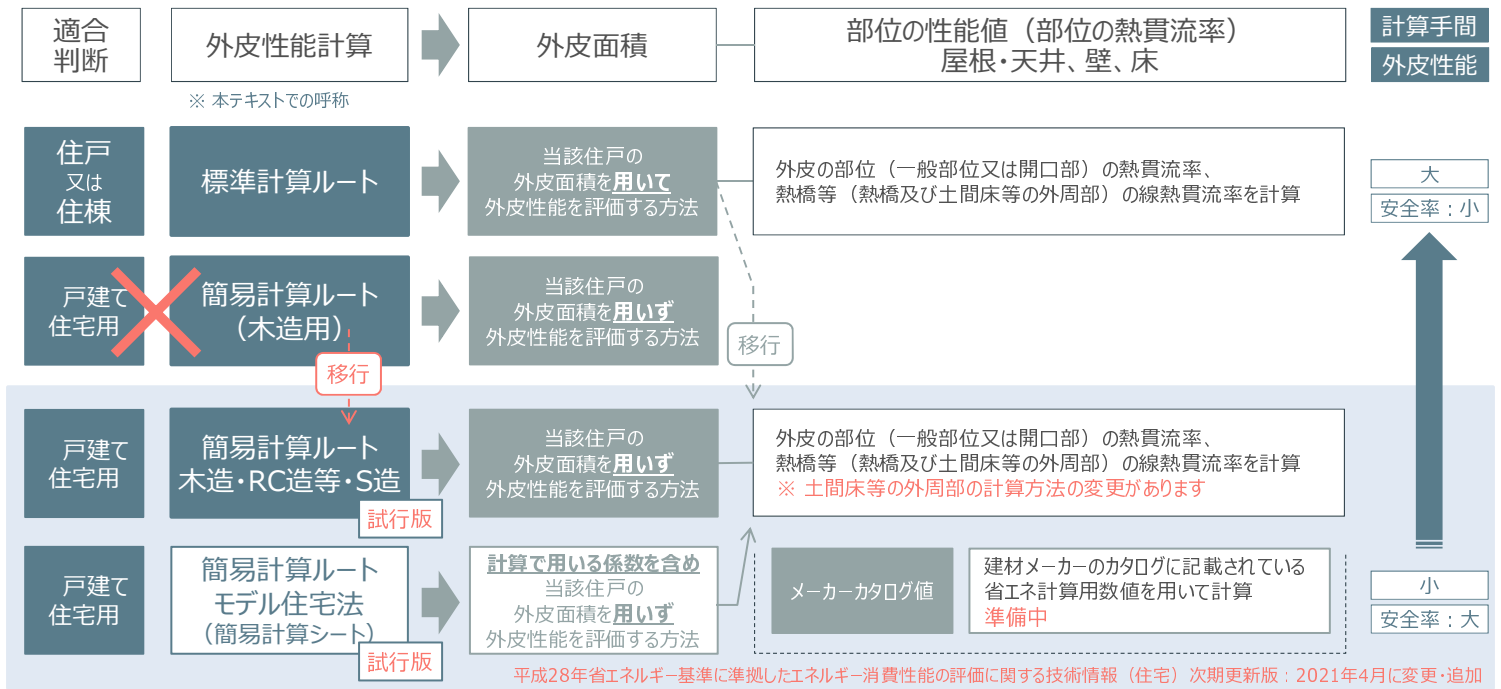 適合
判断
外皮性能計算
外皮面積
部位の性能値（部位の熱貫流率）
屋根・天井、壁、床
計算手間
外皮性能
※ 本テキストでの呼称
住戸
又は
住棟
標準計算ルート
当該住戸の
外皮面積を用いて
外皮性能を評価する方法
外皮の部位（一般部位又は開口部）の熱貫流率、
熱橋等（熱橋及び土間床等の外周部）の線熱貫流率を計算
大
安全率：小
戸建て
住宅用
簡易計算ルート
（木造用）
当該住戸の
外皮面積を用いず
外皮性能を評価する方法
移行
移行
戸建て
住宅用
簡易計算ルート
木造・RC造等・S造
試行版
当該住戸の
外皮面積を用いず
外皮性能を評価する方法
外皮の部位（一般部位又は開口部）の熱貫流率、
熱橋等（熱橋及び土間床等の外周部）の線熱貫流率を計算
※ 土間床等の外周部の計算方法の変更があります
戸建て
住宅用
簡易計算ルート
モデル住宅法
（簡易計算シート）
試行版
計算で用いる係数を含め
当該住戸の
外皮面積を用いず
外皮性能を評価する方法
メーカーカタログ値
建材メーカーのカタログに記載されている
省エネ計算用数値を用いて計算
準備中
小
安全率：大
平成28年省エネルギー基準に準拠したエネルギー消費性能の評価に関する技術情報（住宅）次期更新版：2021年4月に変更・追加